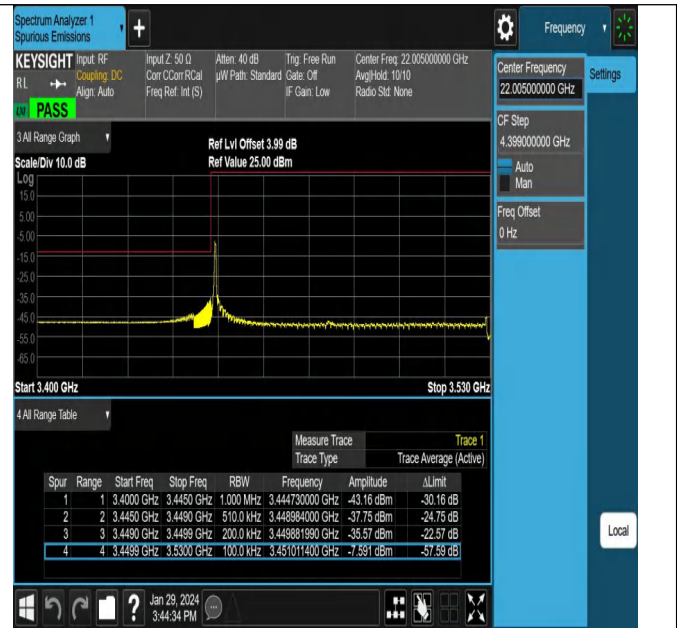 Spectrum Analyzer 1
Spurious Emissions
Frequency
KEYSIGHT
RL
Input: RF
Coupling: DC
Align: Auto
Input Z: 50 Ω
Corr CCorr RCal
Freq Ref: Int (S)
Atten: 40 dB
µW Path: Standard
Trig: Free Run
Gate: Off
IF Gain: Low
Center Freq: 22.005000000 GHz
Avg|Hold: 10/10
Radio Std: None
PASS
Center Frequency
22.005000000 GHz
Settings
CF Step
4.399000000 GHz
Auto
Man
Freq Offset
0 Hz
3 All Range Graph
Ref Lvl Offset 3.99 dB
Scale/Div 10.0 dB
Ref Value 25.00 dBm
Log
15.0
5.00
-5.00
-15.0
-25.0
-35.0
-45.0
-55.0
-65.0
Start 3.400 GHz
Stop 3.530 GHz
4 All Range Table
Measure Trace Trace 1
Trace Type Trace Average (Active)
Spur Range Start Freq Stop Freq RBW Frequency Amplitude ΔLimit
1 1 3.4000 GHz 3.4450 GHz 1.000 MHz 3.444730000 GHz -43.16 dBm -30.16 dB
2 2 3.4450 GHz 3.4490 GHz 510.0 kHz 3.448984000 GHz -37.75 dBm -24.75 dB
3 3 3.4490 GHz 3.4499 GHz 200.0 kHz 3.449881990 GHz -35.57 dBm -22.57 dB
4 4 3.4499 GHz 3.5300 GHz 100.0 kHz 3.451011400 GHz -7.591 dBm -57.59 dB
Local
?
Jan 29, 2024
3:44:34 PM